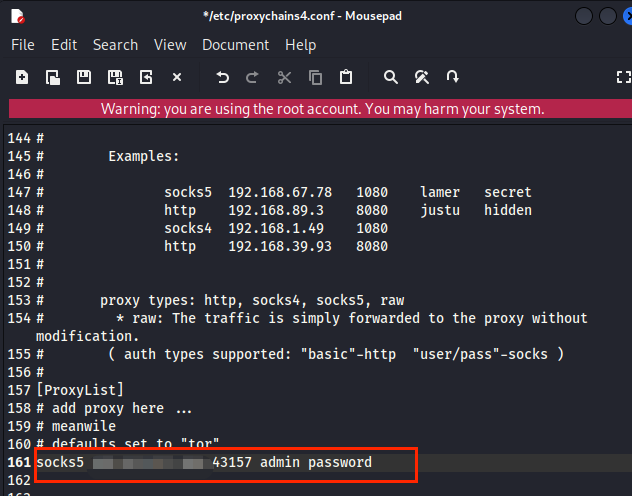 */etc/proxychains4.conf - Mousepad
File Edit Search View Document Help
Warning: you are using the root account. You may harm your system.
144 #
145 #        Examples:
146 #
147 #               socks5  192.168.67.78   1080    lamer   secret
148 #               http    192.168.89.3    8080    justu   hidden
149 #               socks4  192.168.1.49    1080
150 #               http    192.168.39.93   8080
151 #
152 #
153 #       proxy types: http, socks4, socks5, raw
154 #         * raw: The traffic is simply forwarded to the proxy without
modification.
155 #        ( auth types supported: "basic"-http  "user/pass"-socks )
156 #
157 [ProxyList]
158 # add proxy here ...
159 # meanwile
160 # defaults set to "tor"
161 socks5 43157 admin password
162